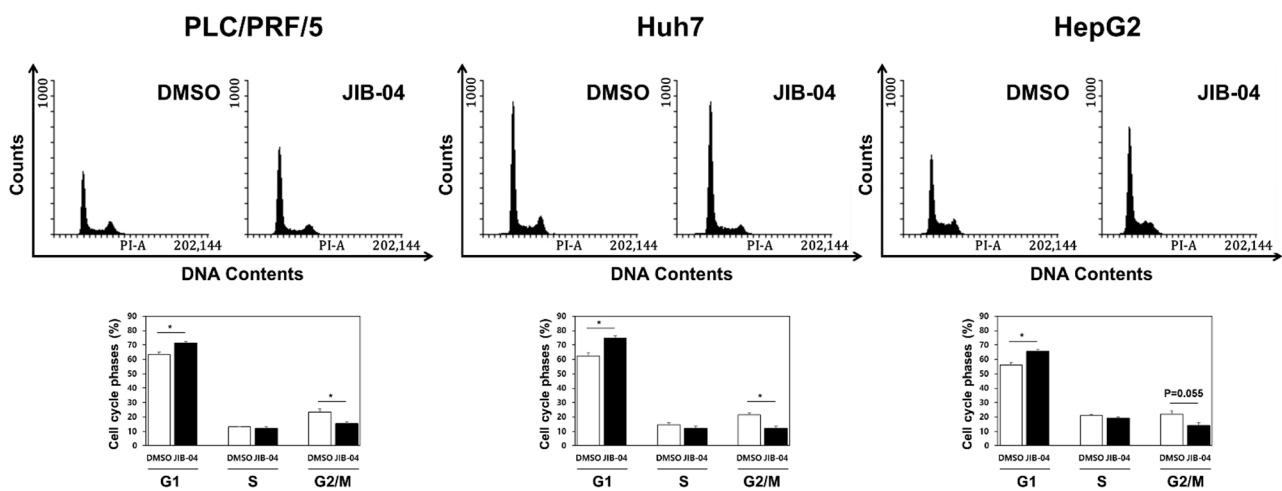 PLC/PRF/5
Huh7
HepG2
1000
DMSO
1000
JIB-04
1000
DMSO
1000
JIB-04
1000
DMSO
1000
JIB-04
Counts
Counts
Counts
PI-A 202,144
PI-A 202,144
PI-A 202,144
PI-A 202,144
PI-A 202,144
PI-A 202,144
DNA Contents
DNA Contents
DNA Contents
Cell cycle phases (%)
90
80
70
60
50
40
30
20
10
0
*
*
DMSO JIB-04 DMSO JIB-04 DMSO JIB-04
G1 S G2/M
Cell cycle phases (%)
90
80
70
60
50
40
30
20
10
0
*
*
DMSO JIB-04 DMSO JIB-04 DMSO JIB-04
G1 S G2/M
Cell cycle phases (%)
90
80
70
60
50
40
30
20
10
0
*
P=0.055
DMSO JIB-04 DMSO JIB-04 DMSO JIB-04
G1 S G2/M